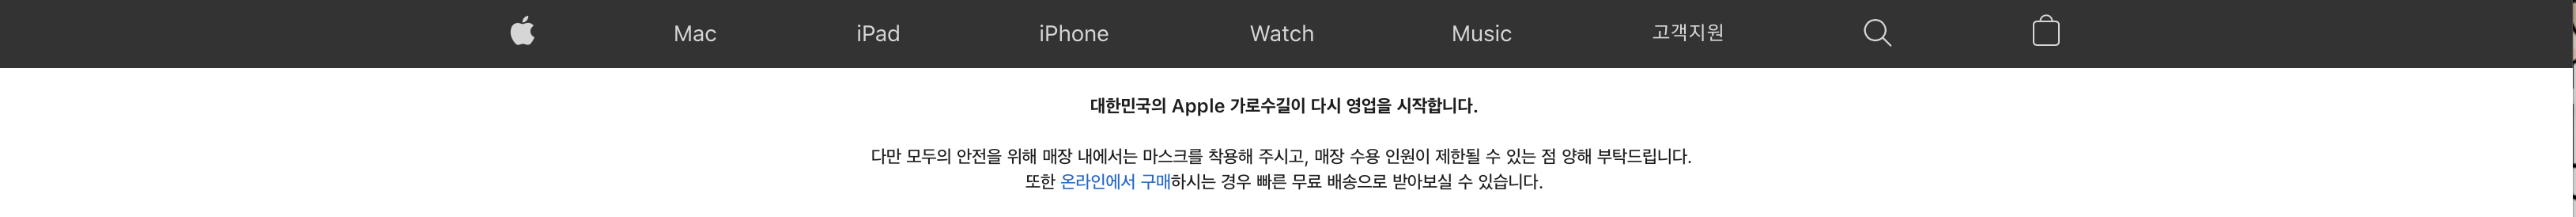 Mac iPad iPhone Watch Music 고객지원
대한민국의 Apple 가로수길이 다시 영업을 시작합니다.
다만 모두의 안전을 위해 매장 내에서는 마스크를 착용해 주시고, 매장 수용 인원이 제한될 수 있는 점 양해 부탁드립니다.
또한 온라인에서 구매하시는 경우 빠른 무료 배송으로 받아보실 수 있습니다.